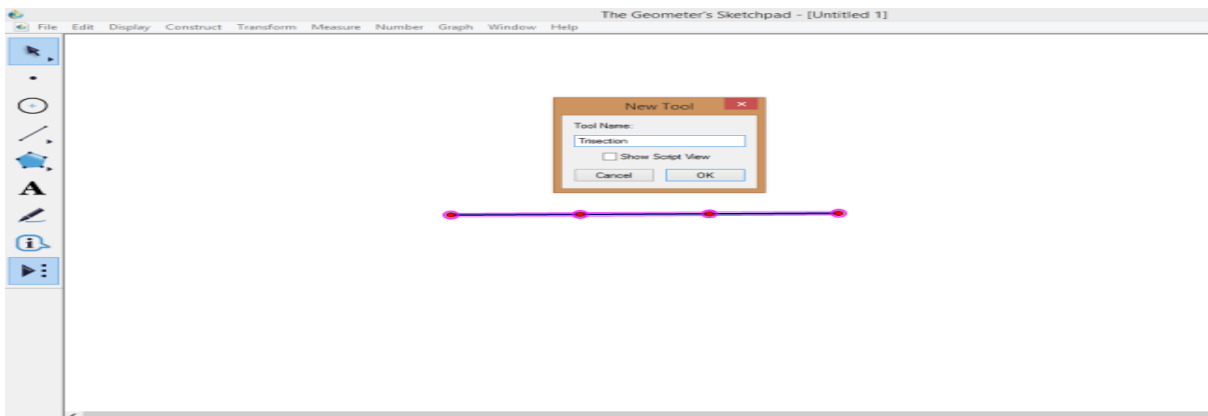 The Geometer's Sketchpad - [Untitled 1]
File Edit Display Construct Transform Measure Number Graph Window Help
New Tool
Tool Name:
Trisection
Show Script View
Cancel OK
A
i